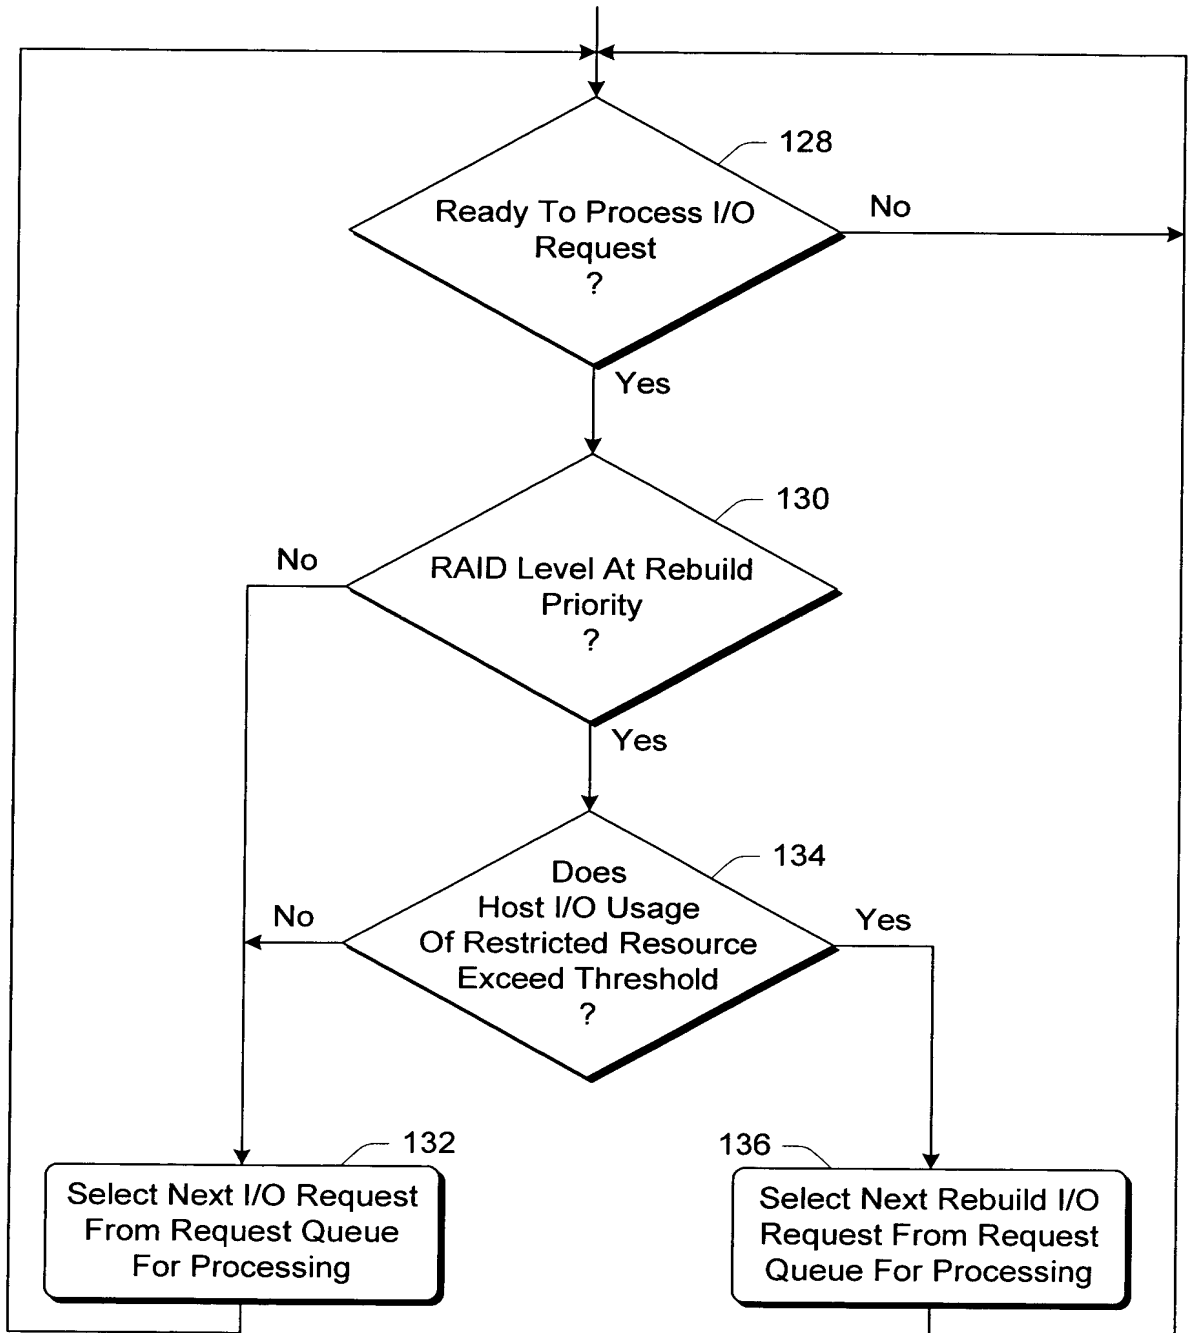 128
Ready To Process I/O
Request
?
No
Yes
130
RAID Level At Rebuild
Priority
?
No
Yes
134
Does
Host I/O Usage
Of Restricted Resource
Exceed Threshold
?
No
Yes
132
Select Next I/O Request
From Request Queue
For Processing
136
Select Next Rebuild I/O
Request From Request
Queue For Processing